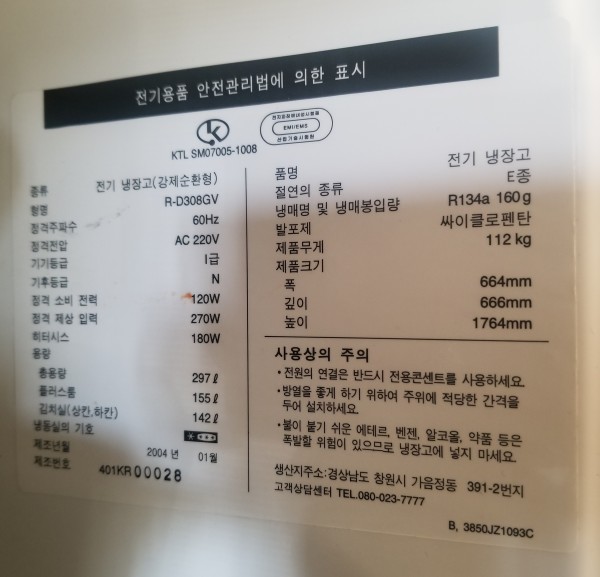 전기용품 안전관리법에 의한 표시
KTL SM07005-1008
EMI/EMS
종류 전기 냉장고(강제순환형)
형명 R-D308GV
정격주파수 60Hz
정격전압 AC 220V
기기등급 I급
기후등급 N
정격 소비 전력 120W
정격 제상 입력 270W
히터시스 180W
용량
총용량 297ℓ
플러스룸 155ℓ
김치실(상칸,하칸) 142ℓ
냉동실의 기호
제조년월 2004 년 01월
제조번호 401KR00028
품명 전기 냉장고
절연의 종류 E종
냉매명 및 냉매봉입량 R134a 160g
발포제 싸이클로펜탄
제품무게 112 kg
제품크기
폭 664mm
깊이 666mm
높이 1764mm
사용상의 주의
•전원의 연결은 반드시 전용콘센트를 사용하세요.
•방열을 좋게 하기 위하여 주위에 적당한 간격을
두어 설치하세요.
•불이 붙기 쉬운 에테르, 벤젠, 알코올, 약품 등은
폭발할 위험이 있으므로 냉장고에 넣지 마세요.
생산지주소:경상남도 창원시 가음정동 391-2번지
고객상담센터 TEL.080-023-7777
B, 3850JZ1093C